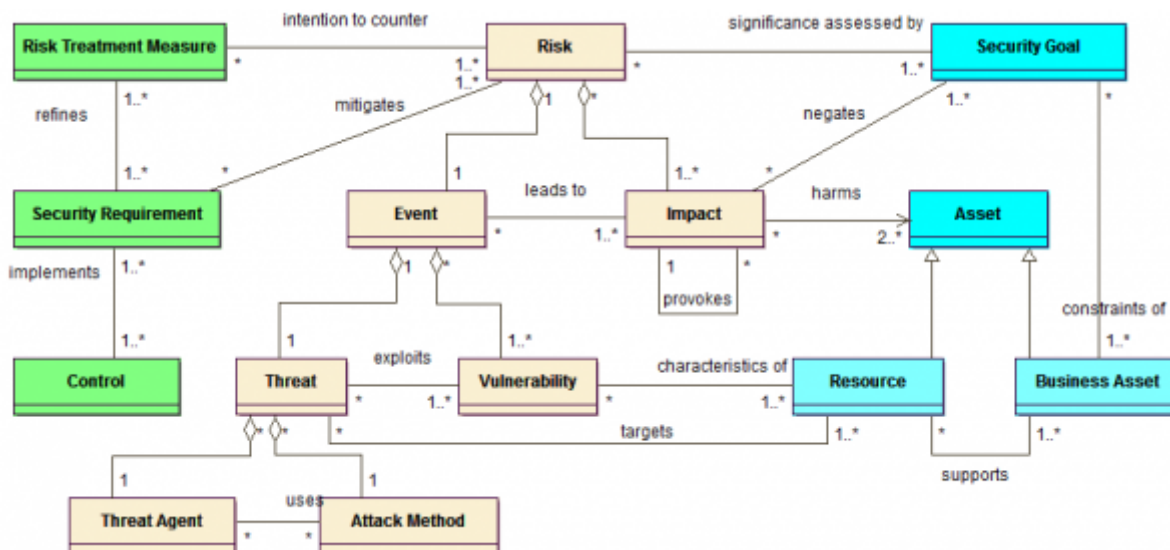 intention to counter
significance assessed by
Risk Treatment Measure
Risk
Security Goal
*
1..*
1..*
*
1..*
1..*
1
*
1..*
*
refines
mitigates
negates
1..*
*
1
1..*
*
leads to
harms
Security Requirement
Event
Impact
Asset
*
1..*
*
2..*
implements
1..*
1
*
1
*
provokes
constraints of
1..*
1
1..*
1..*
exploits
characteristics of
Control
Threat
Vulnerability
Resource
Business Asset
*
1..*
*
1..*
*
*
*
targets
1..*
*
1..*
supports
1
1
uses
Threat Agent
Attack Method
*
*